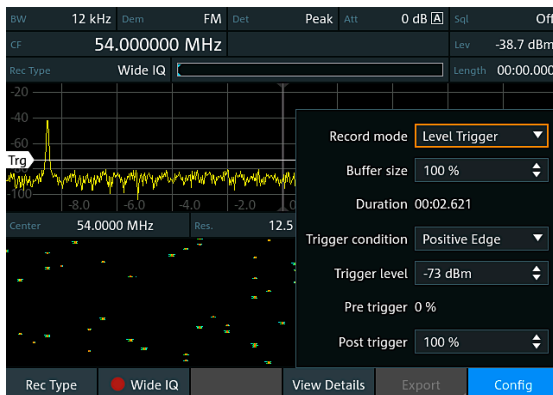 BW 12 kHz Dem FM Det Peak Att 0 dB A Sql Off
CF 54.000000 MHz Lev -38.7 dBm
Rec Type Wide IQ Length 00:00.000
-20
-40
-60
Trg
-100
-8.0 -6.0 -4.0 -2.0
Center 54.0000 MHz Res. 12.5
Record mode Level Trigger
Buffer size 100 %
Duration 00:02.621
Trigger condition Positive Edge
Trigger level -73 dBm
Pre trigger 0 %
Post trigger 100 %
Rec Type Wide IQ View Details Export Config